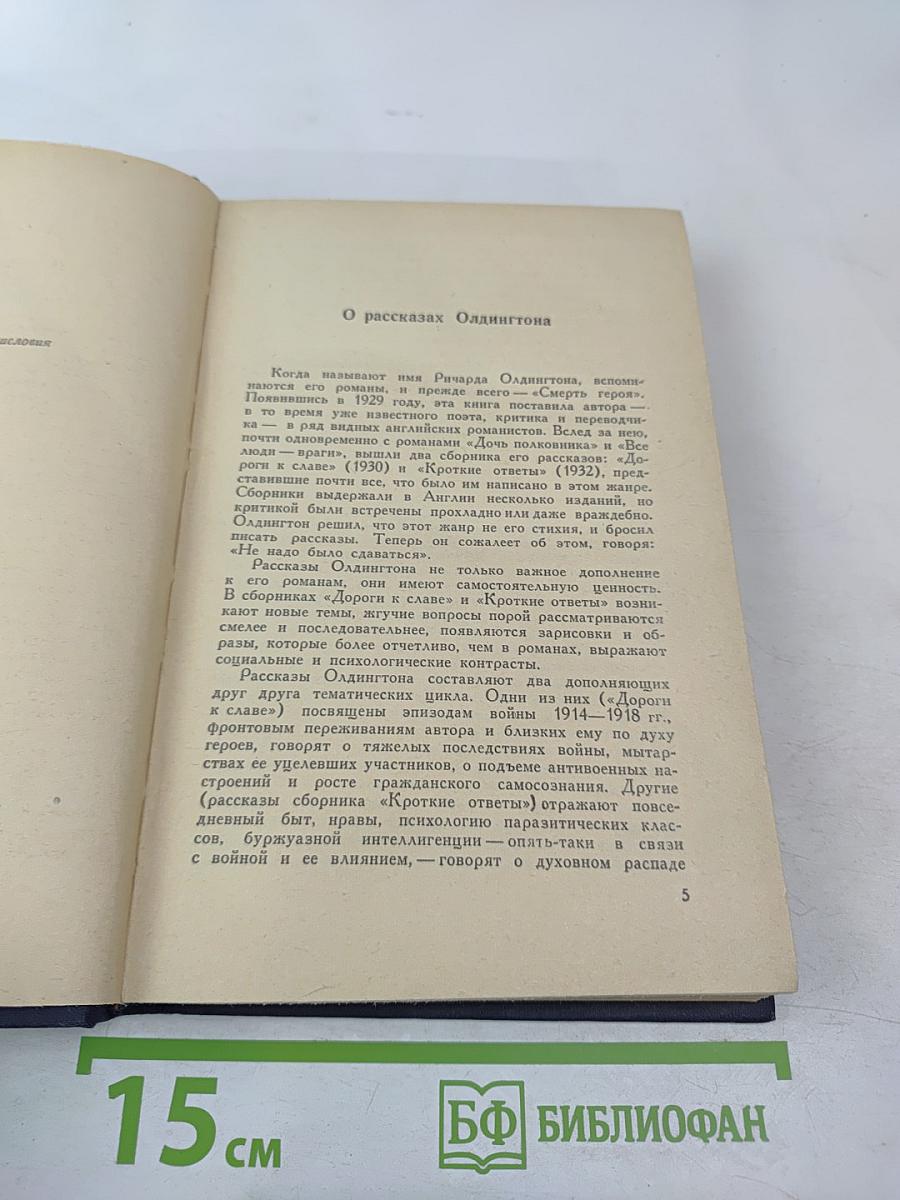 исловия
О рассказах Олдингтона
Когда называют имя Ричарда Олдингтона, вспоми-
наются его романы, и прежде всего — «Смерть героя».
Появившись в 1929 году, эта книга поставила автора —
в то время уже известного поэта, критика и переводчи-
ка — в ряд видных английских романистов. Вслед за нею,
почти одновременно с романами «Дочь полковника» и «Все
люди — враги», вышли два сборника его рассказов: «До-
роги к славе» (1930) и «Кроткие ответы» (1932), пред-
ставившие почти все, что было им написано в этом жанре.
Сборники выдержали в Англии несколько изданий, но
критикой были встречены прохладно или даже враждебно.
Олдингтон решил, что этот жанр не его стихия, и бросил
писать рассказы. Теперь он сожалеет об этом, говоря:
«Не надо было сдаваться».
Рассказы Олдингтона не только важное дополнение
к его романам, они имеют самостоятельную ценность.
В сборниках «Дороги к славе» и «Кроткие ответы» возни-
кают новые темы, жгучие вопросы порой рассматриваются
смелее и последовательнее, появляются зарисовки и об-
разы, которые более отчетливо, чем в романах, выражают
социальные и психологические контрасты.
Рассказы Олдингтона составляют два дополняющих
друг друга тематических цикла. Одни из них («Дороги
к славе») посвящены эпизодам войны 1914—1918 гг.,
фронтовым переживаниям автора и близких ему по духу
героев, говорят о тяжелых последствиях войны, мытар-
ствах ее уцелевших участников, о подъеме антивоенных на-
строений и росте гражданского самосознания. Другие
(рассказы сборника «Кроткие ответы») отражают повсе-
дневный быт, нравы, психологию паразитических клас-
сов, буржуазной интеллигенции — опять-таки в связи
с войной и ее влиянием, — говорят о духовном распаде
5
15 см
БФ БИБЛИОФАН